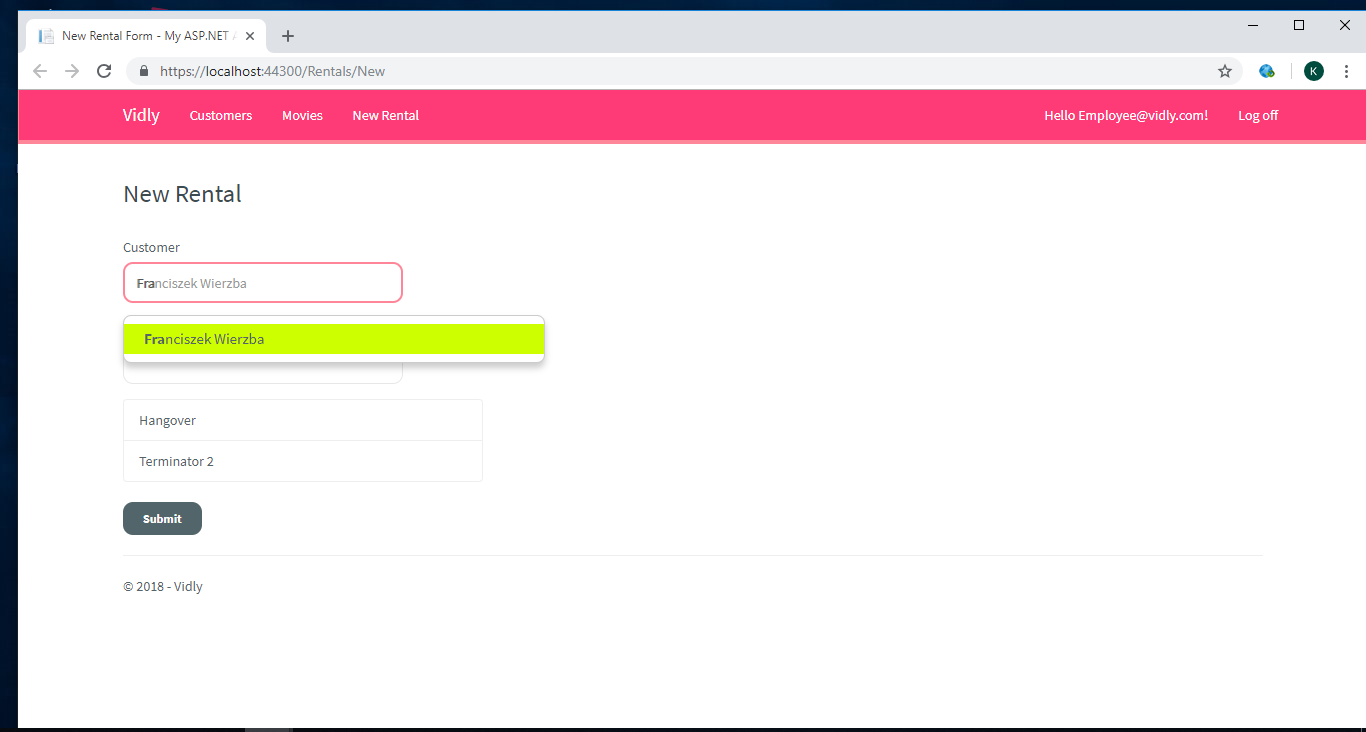 New Rental Form - My ASP.NET
https://localhost:44300/Rentals/New
K
Vidly Customers Movies New Rental Hello Employee@vidly.com! Log off
New Rental
Customer
Franciszek Wierzba
Franciszek Wierzba
Hangover
Terminator 2
Submit
© 2018 - Vidly